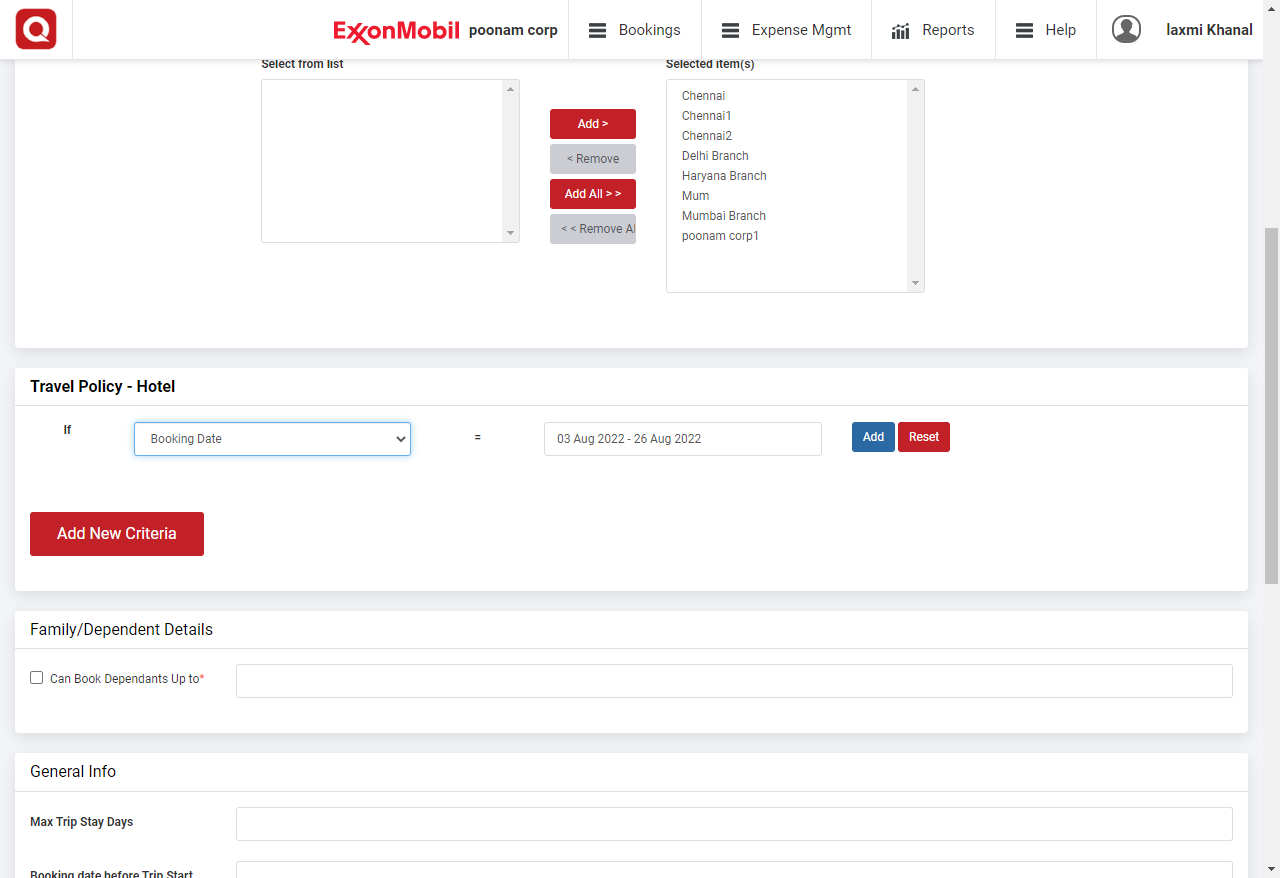 Q ExxonMobil poonam corp Bookings Expense Mgmt Reports Help laxmi Khanal
Select from list Selected item(s)
Chennai
Chennai1
Add >
Chennai2
< Remove
Delhi Branch
Haryana Branch
Add All > >
Mum
Mumbai Branch
< < Remove Al
poonam corp1
Travel Policy - Hotel
If Booking Date = 03 Aug 2022 - 26 Aug 2022 Add Reset
Add New Criteria
Family/Dependent Details
Can Book Dependants Up to*
General Info
Max Trip Stay Days
Booking date before Trip Start